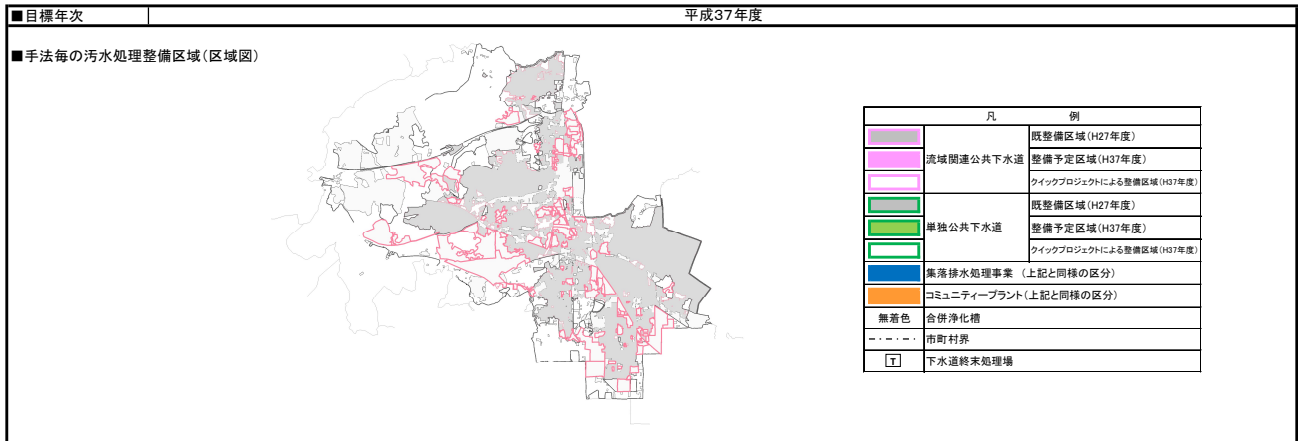 ■目標年次 平成37年度
■手法毎の汚水処理整備区域(区域図)
凡 例
流域関連公共下水道
既整備区域(H27年度)
整備予定区域(H37年度)
クイックプロジェクトによる整備区域(H37年度)
単独公共下水道
既整備区域(H27年度)
整備予定区域(H37年度)
クイックプロジェクトによる整備区域(H37年度)
集落排水処理事業 (上記と同様の区分)
コミュニティープラント(上記と同様の区分)
無着色 合併浄化槽
市町村界
T 下水道終末処理場